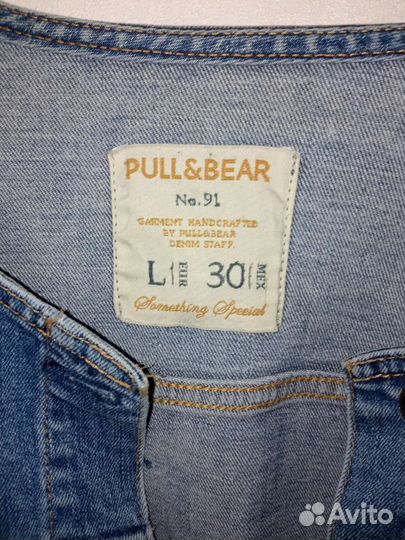 PULL&BEAR
No.91
GARMENT HANDCRAFTED
BY PULL&BEAR
DENIM STAFF.
L EUR 30 MEX
Something Special
Avito